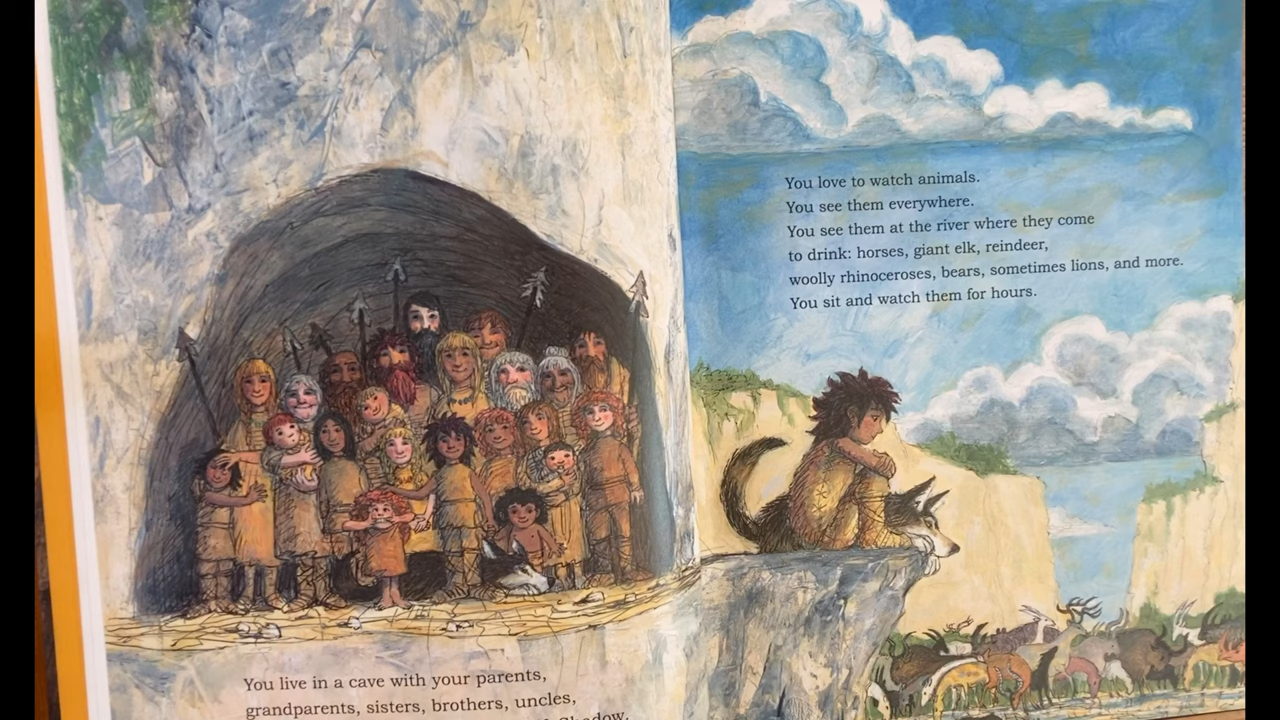 You live in a cave with your parents,
grandparents, sisters, brothers, uncles,
Shadow.
You love to watch animals.
You see them everywhere.
You see them at the river where they come
to drink: horses, giant elk, reindeer,
woolly rhinoceroses, bears, sometimes lions, and more.
You sit and watch them for hours.